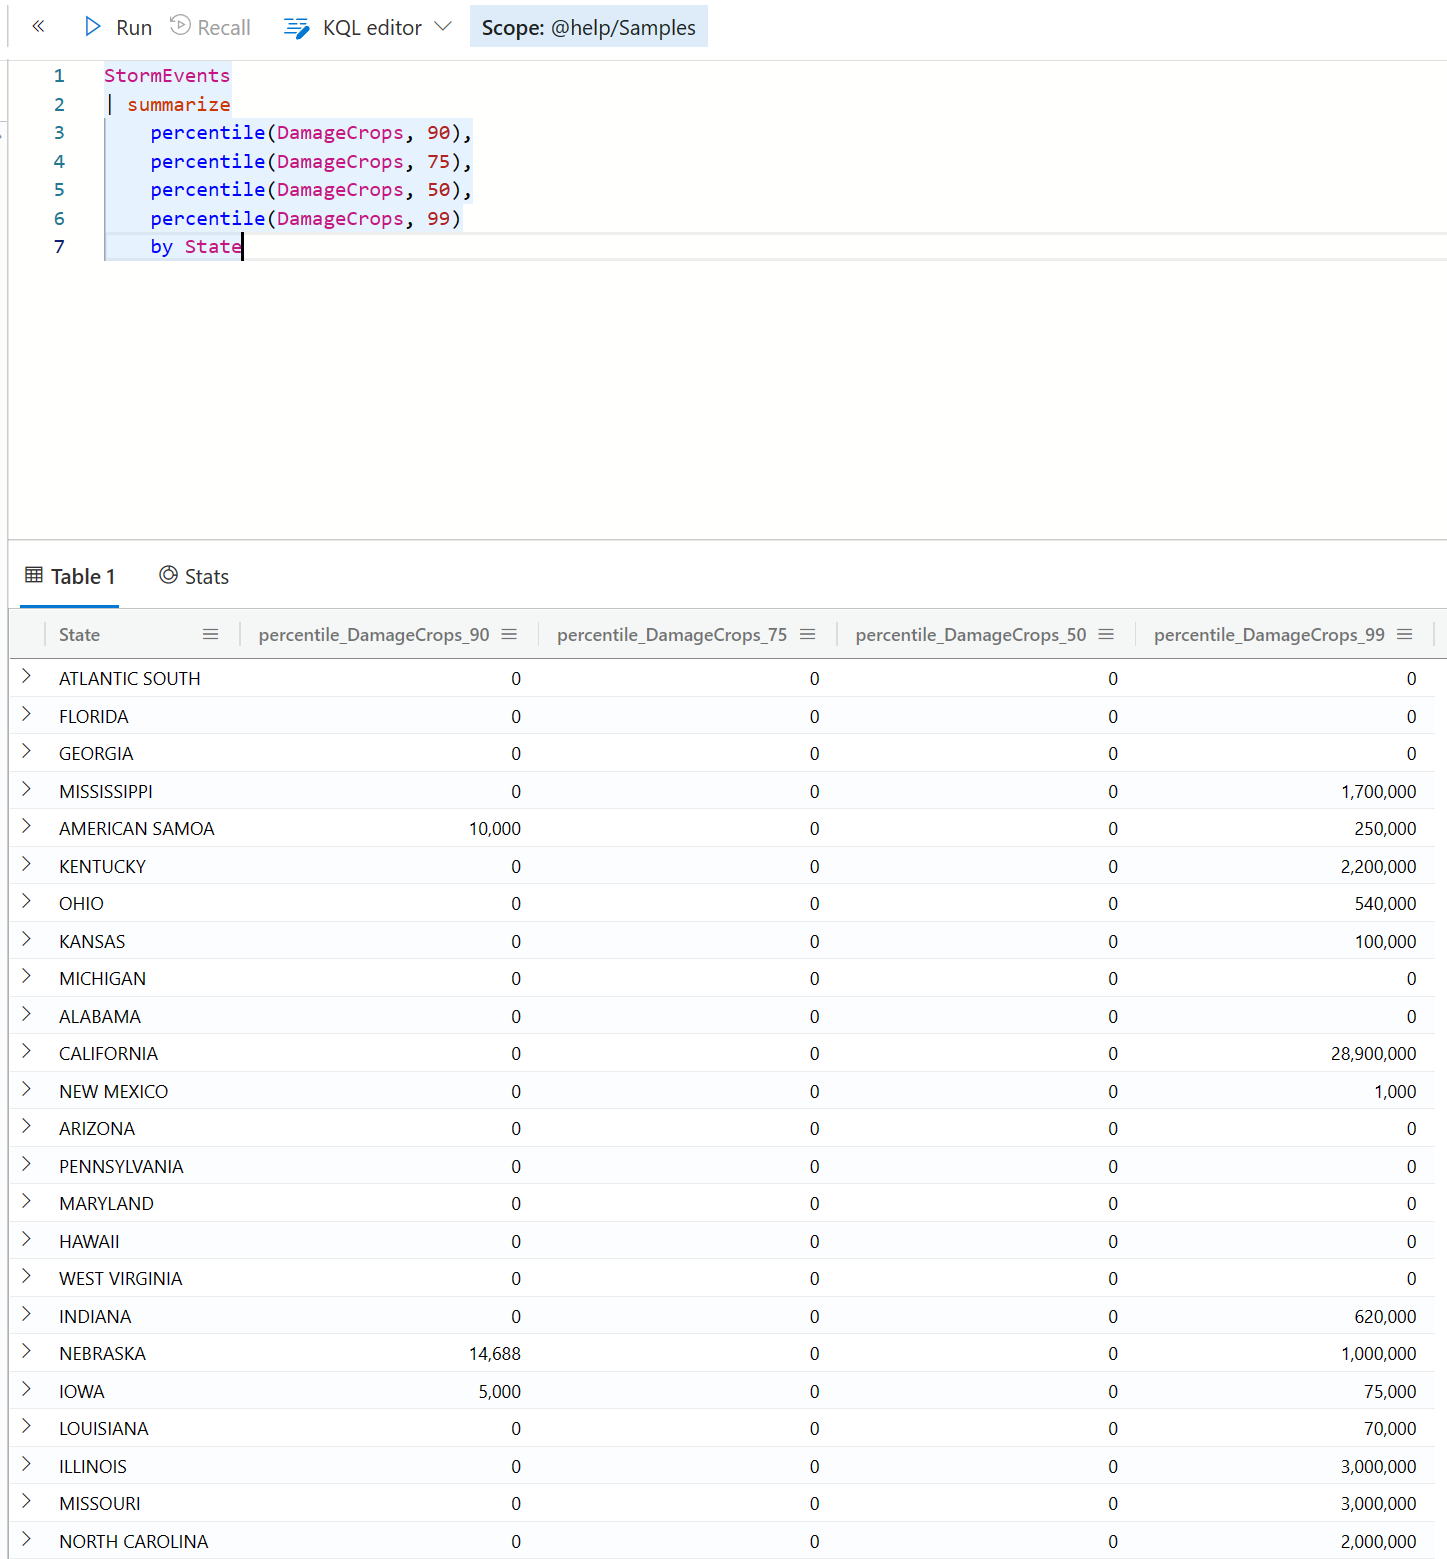 Run Recall KQL editor Scope: @help/Samples
1 StormEvents
2 | summarize
3 percentile(DamageCrops, 90),
4 percentile(DamageCrops, 75),
5 percentile(DamageCrops, 50),
6 percentile(DamageCrops, 99)
7 by State
Table 1 Stats
State percentile_DamageCrops_90 percentile_DamageCrops_75 percentile_DamageCrops_50 percentile_DamageCrops_99
ATLANTIC SOUTH 0 0 0 0
FLORIDA 0 0 0 0
GEORGIA 0 0 0 0
MISSISSIPPI 0 0 0 1,700,000
AMERICAN SAMOA 10,000 0 0 250,000
KENTUCKY 0 0 0 2,200,000
OHIO 0 0 0 540,000
KANSAS 0 0 0 100,000
MICHIGAN 0 0 0 0
ALABAMA 0 0 0 0
CALIFORNIA 0 0 0 28,900,000
NEW MEXICO 0 0 0 1,000
ARIZONA 0 0 0 0
PENNSYLVANIA 0 0 0 0
MARYLAND 0 0 0 0
HAWAII 0 0 0 0
WEST VIRGINIA 0 0 0 0
INDIANA 0 0 0 620,000
NEBRASKA 14,688 0 0 1,000,000
IOWA 5,000 0 0 75,000
LOUISIANA 0 0 0 70,000
ILLINOIS 0 0 0 3,000,000
MISSOURI 0 0 0 3,000,000
NORTH CAROLINA 0 0 0 2,000,000